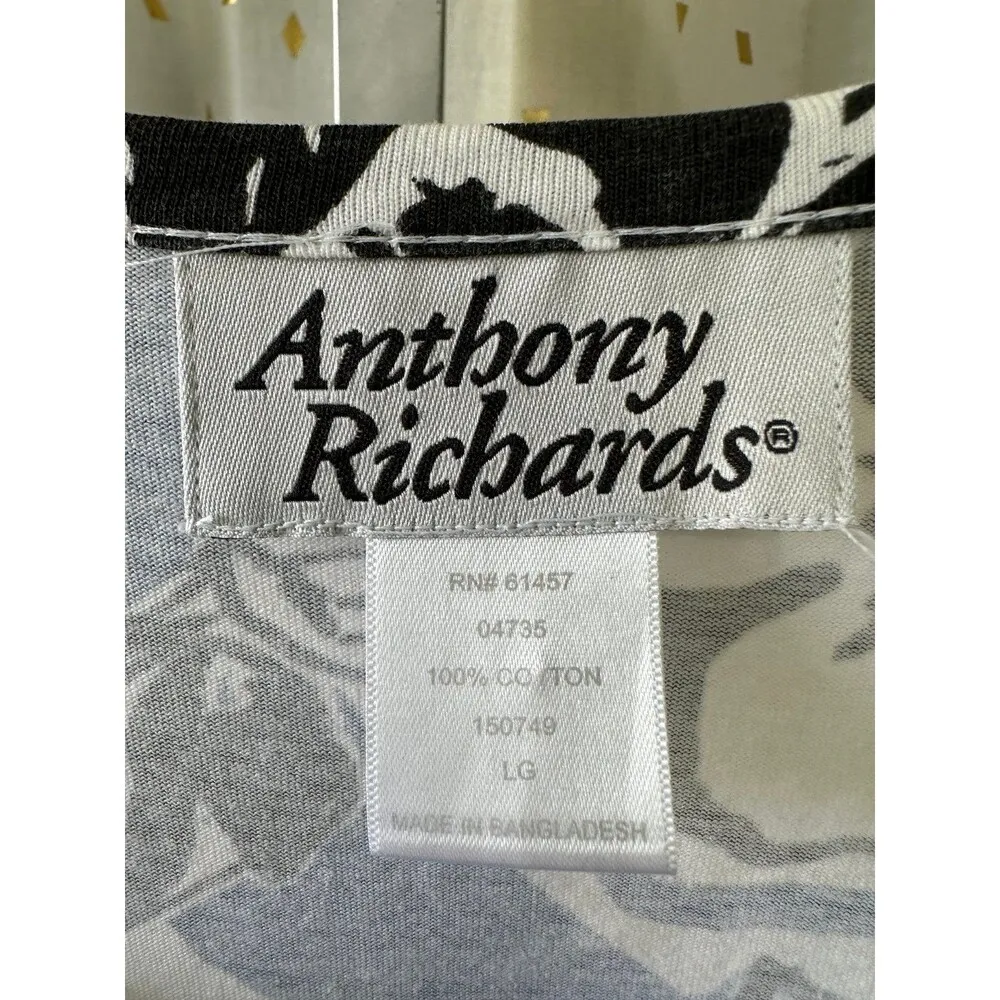 Anthony
Richards®
RN# 61457
04735
100% COTTON
150749
LG
MADE IN BANGLADESH